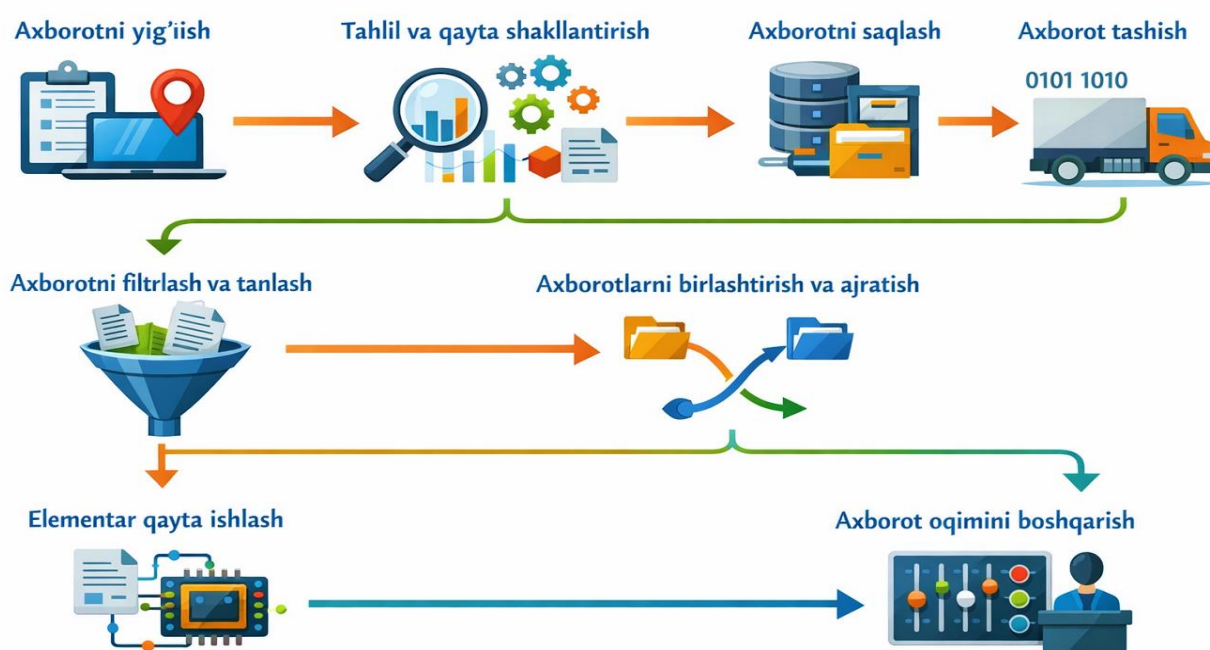 Axborotni yig'iish
Tahlil va qayta shakllantirish
Axborotni saqlash
Axborot tashish
0101 1010
Axborotni filtrlash va tanlash
Axborotlarni birlashtirish va ajratish
Elementar qayta ishlash
Axborot oqimini boshqarish